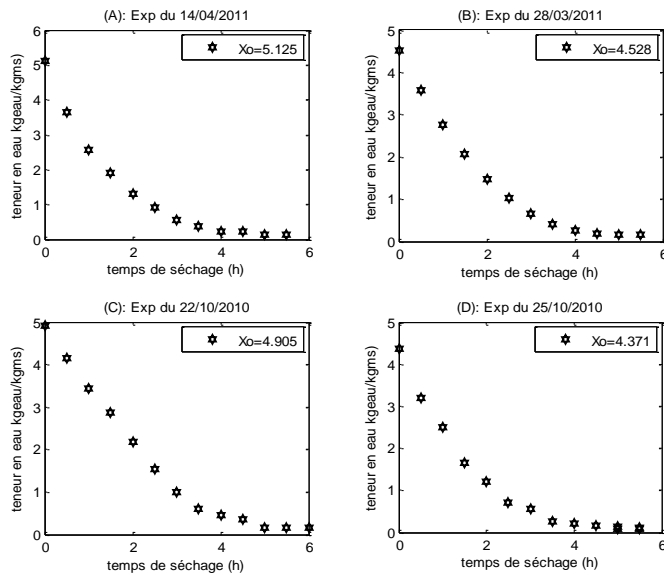 (A): Exp du 14/04/2011
Xo=5.125
teneur en eau kgeau/kgms)
6
5
4
3
2
1
0
0 2 4 6
temps de séchage (h)
(B): Exp du 28/03/2011
Xo=4.528
teneur en eau kgeau/kgms)
5
4
3
2
1
0
0 2 4 6
temps de séchage (h)
(C): Exp du 22/10/2010
Xo=4.905
teneur en eau kgeau/kgms)
5
4
3
2
1
0
0 2 4 6
temps de séchage (h)
(D): Exp du 25/10/2010
Xo=4.371
teneur en eau kgeau/kgms)
5
4
3
2
1
0
0 2 4 6
temps de séchage (h)